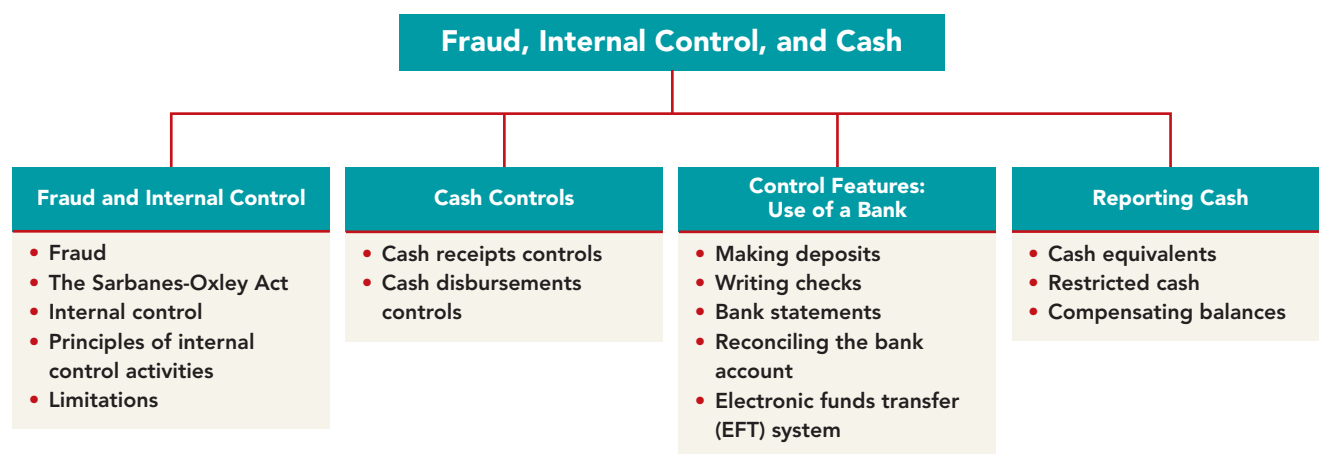 Fraud, Internal Control, and Cash
Fraud and Internal Control
• Fraud
• The Sarbanes-Oxley Act
• Internal control
• Principles of internal
control activities
• Limitations
Cash Controls
• Cash receipts controls
• Cash disbursements
controls
Control Features:
Use of a Bank
• Making deposits
• Writing checks
• Bank statements
• Reconciling the bank
account
• Electronic funds transfer
(EFT) system
Reporting Cash
• Cash equivalents
• Restricted cash
• Compensating balances